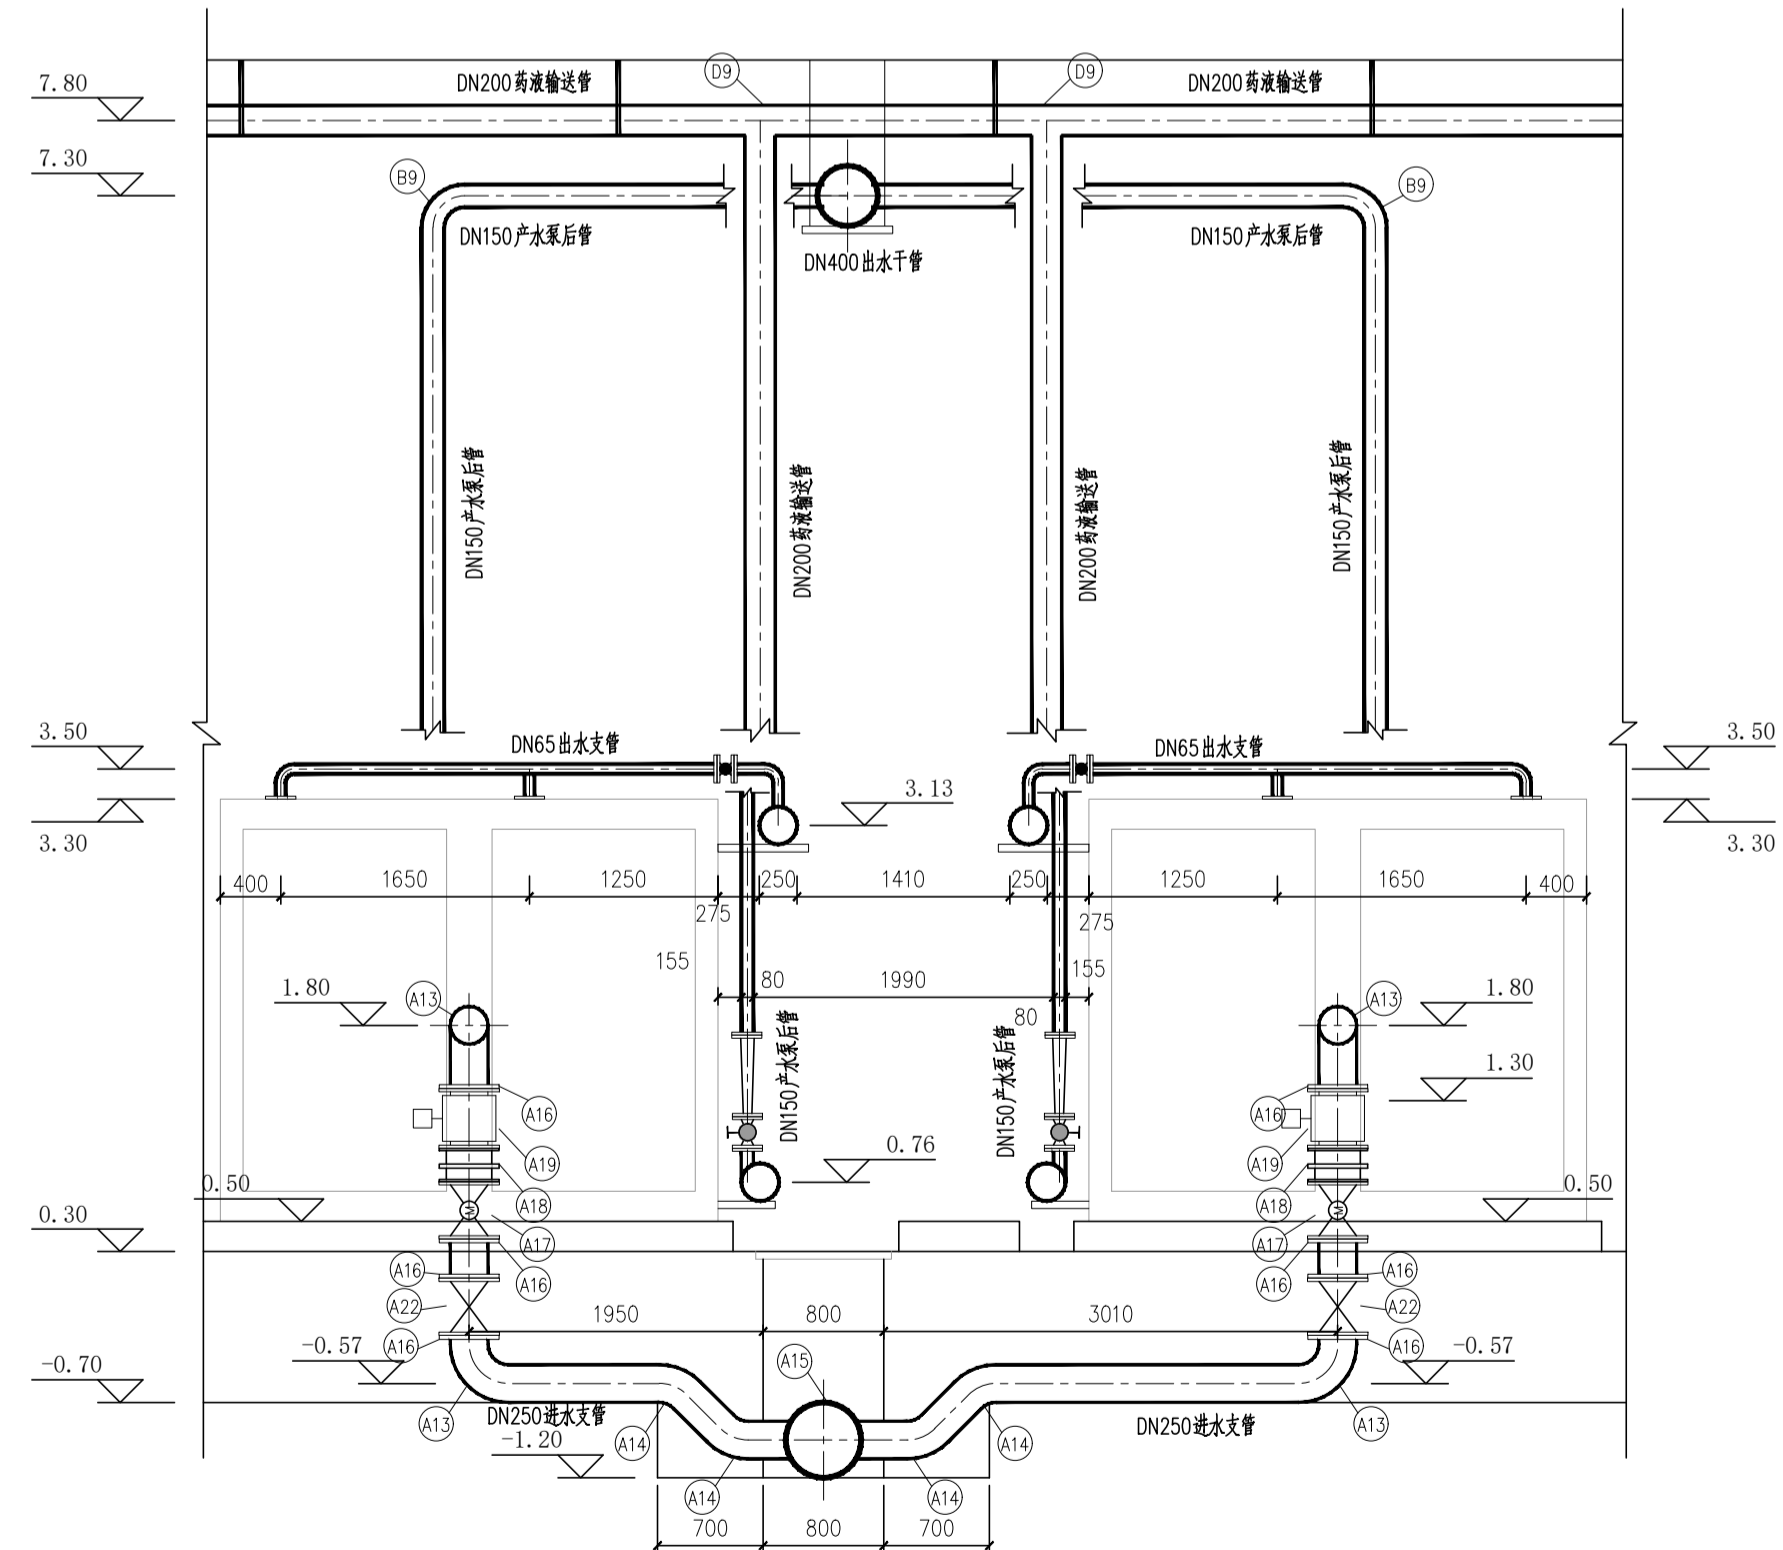 DN200药液输送管
D9
D9
DN200药液输送管
7.80
7.30
B9
B9
DN150产水泵后管
DN150产水泵后管
DN400出水干管
DN150产水泵后管
DN200药液输送管
DN200药液输送管
DN150产水泵后管
3.50
DN65出水支管
DN65出水支管
3.50
3.13
3.30
3.30
400
1650
1250
250
1410
250
1250
1650
400
275
275
155
80
1990
155
80
1.80
A13
A13
1.80
1.30
DN150产水泵后管
DN150产水泵后管
A16
A16
0.76
A19
A19
0.50
A18
A18
0.50
0.30
A17
A17
A16
A16
A16
A16
A22
A22
1950
800
3010
A16
A16
-0.57
-0.57
-0.70
A15
A13
DN250进水支管
DN250进水支管
A13
-1.20
A14
A14
A14
A14
700
800
700
M
M